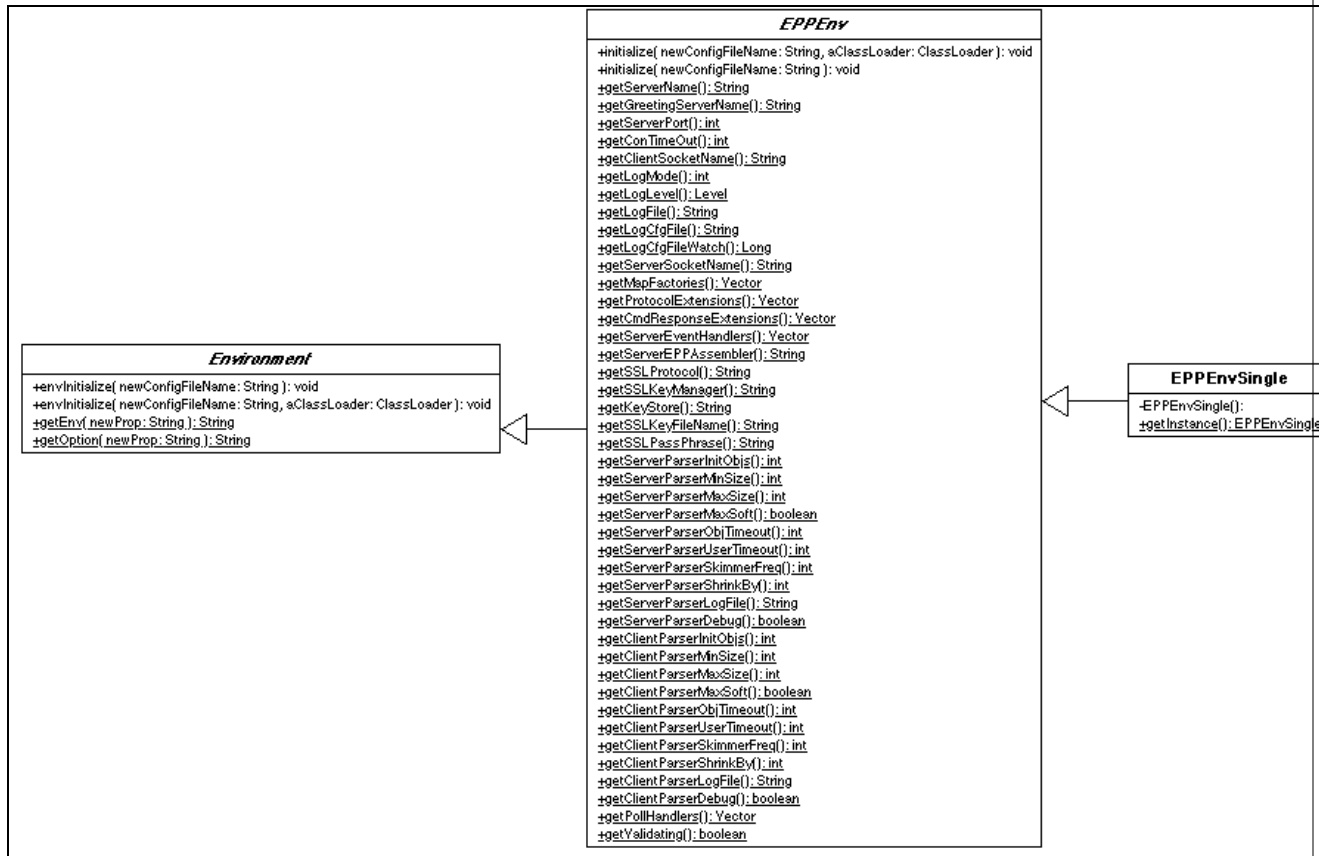 EPPEnv
+initialize( newConfigFileName: String, aClassLoader: ClassLoader ): void
+initialize( newConfigFileName: String ): void
+getServerName(): String
+getGreetingServerName(): String
+getServerPort(): int
+getConTimeOut(): int
+getClientSocketName(): String
+getLogMode(): int
+getLogLevel(): Level
+getLogFile(): String
+getLogCfgFile(): String
+getLogCfgFileWatch(): Long
+getServerSocketName(): String
+getMapFactories(): Vector
+getProtocolExtensions(): Vector
+getCmdResponseExtensions(): Vector
+getServerEventHandlers(): Vector
+getServerEPPAssembler(): String
+getSSLProtocol(): String
+getSSLKeyManager(): String
+getKeyStore(): String
+getSSLKeyFileName(): String
+getSSLPassPhrase(): String
+getServerParserInitObjs(): int
+getServerParserMinSize(): int
+getServerParserMaxSize(): int
+getServerParserMaxSoft(): boolean
+getServerParserObjTimeout(): int
+getServerParserUserTimeout(): int
+getServerParserSkimmerFreq(): int
+getServerParserShrinkBy(): int
+getServerParserLogFile(): String
+getServerParserDebug(): boolean
+getClientParserInitObjs(): int
+getClientParserMinSize(): int
+getClientParserMaxSize(): int
+getClientParserMaxSoft(): boolean
+getClientParserObjTimeout(): int
+getClientParserUserTimeout(): int
+getClientParserSkimmerFreq(): int
+getClientParserShrinkBy(): int
+getClientParserLogFile(): String
+getClientParserDebug(): boolean
+getPollHandlers(): Vector
+getValidating(): boolean
Environment
+envInitialize( newConfigFileName: String ): void
+envInitialize( newConfigFileName: String, aClassLoader: ClassLoader ): void
+getEnv( newProp: String ): String
+getOption( newProp: String ): String
EPPEnvSingle
-EPPEnvSingle():
+getInstance(): EPPEnvSingle